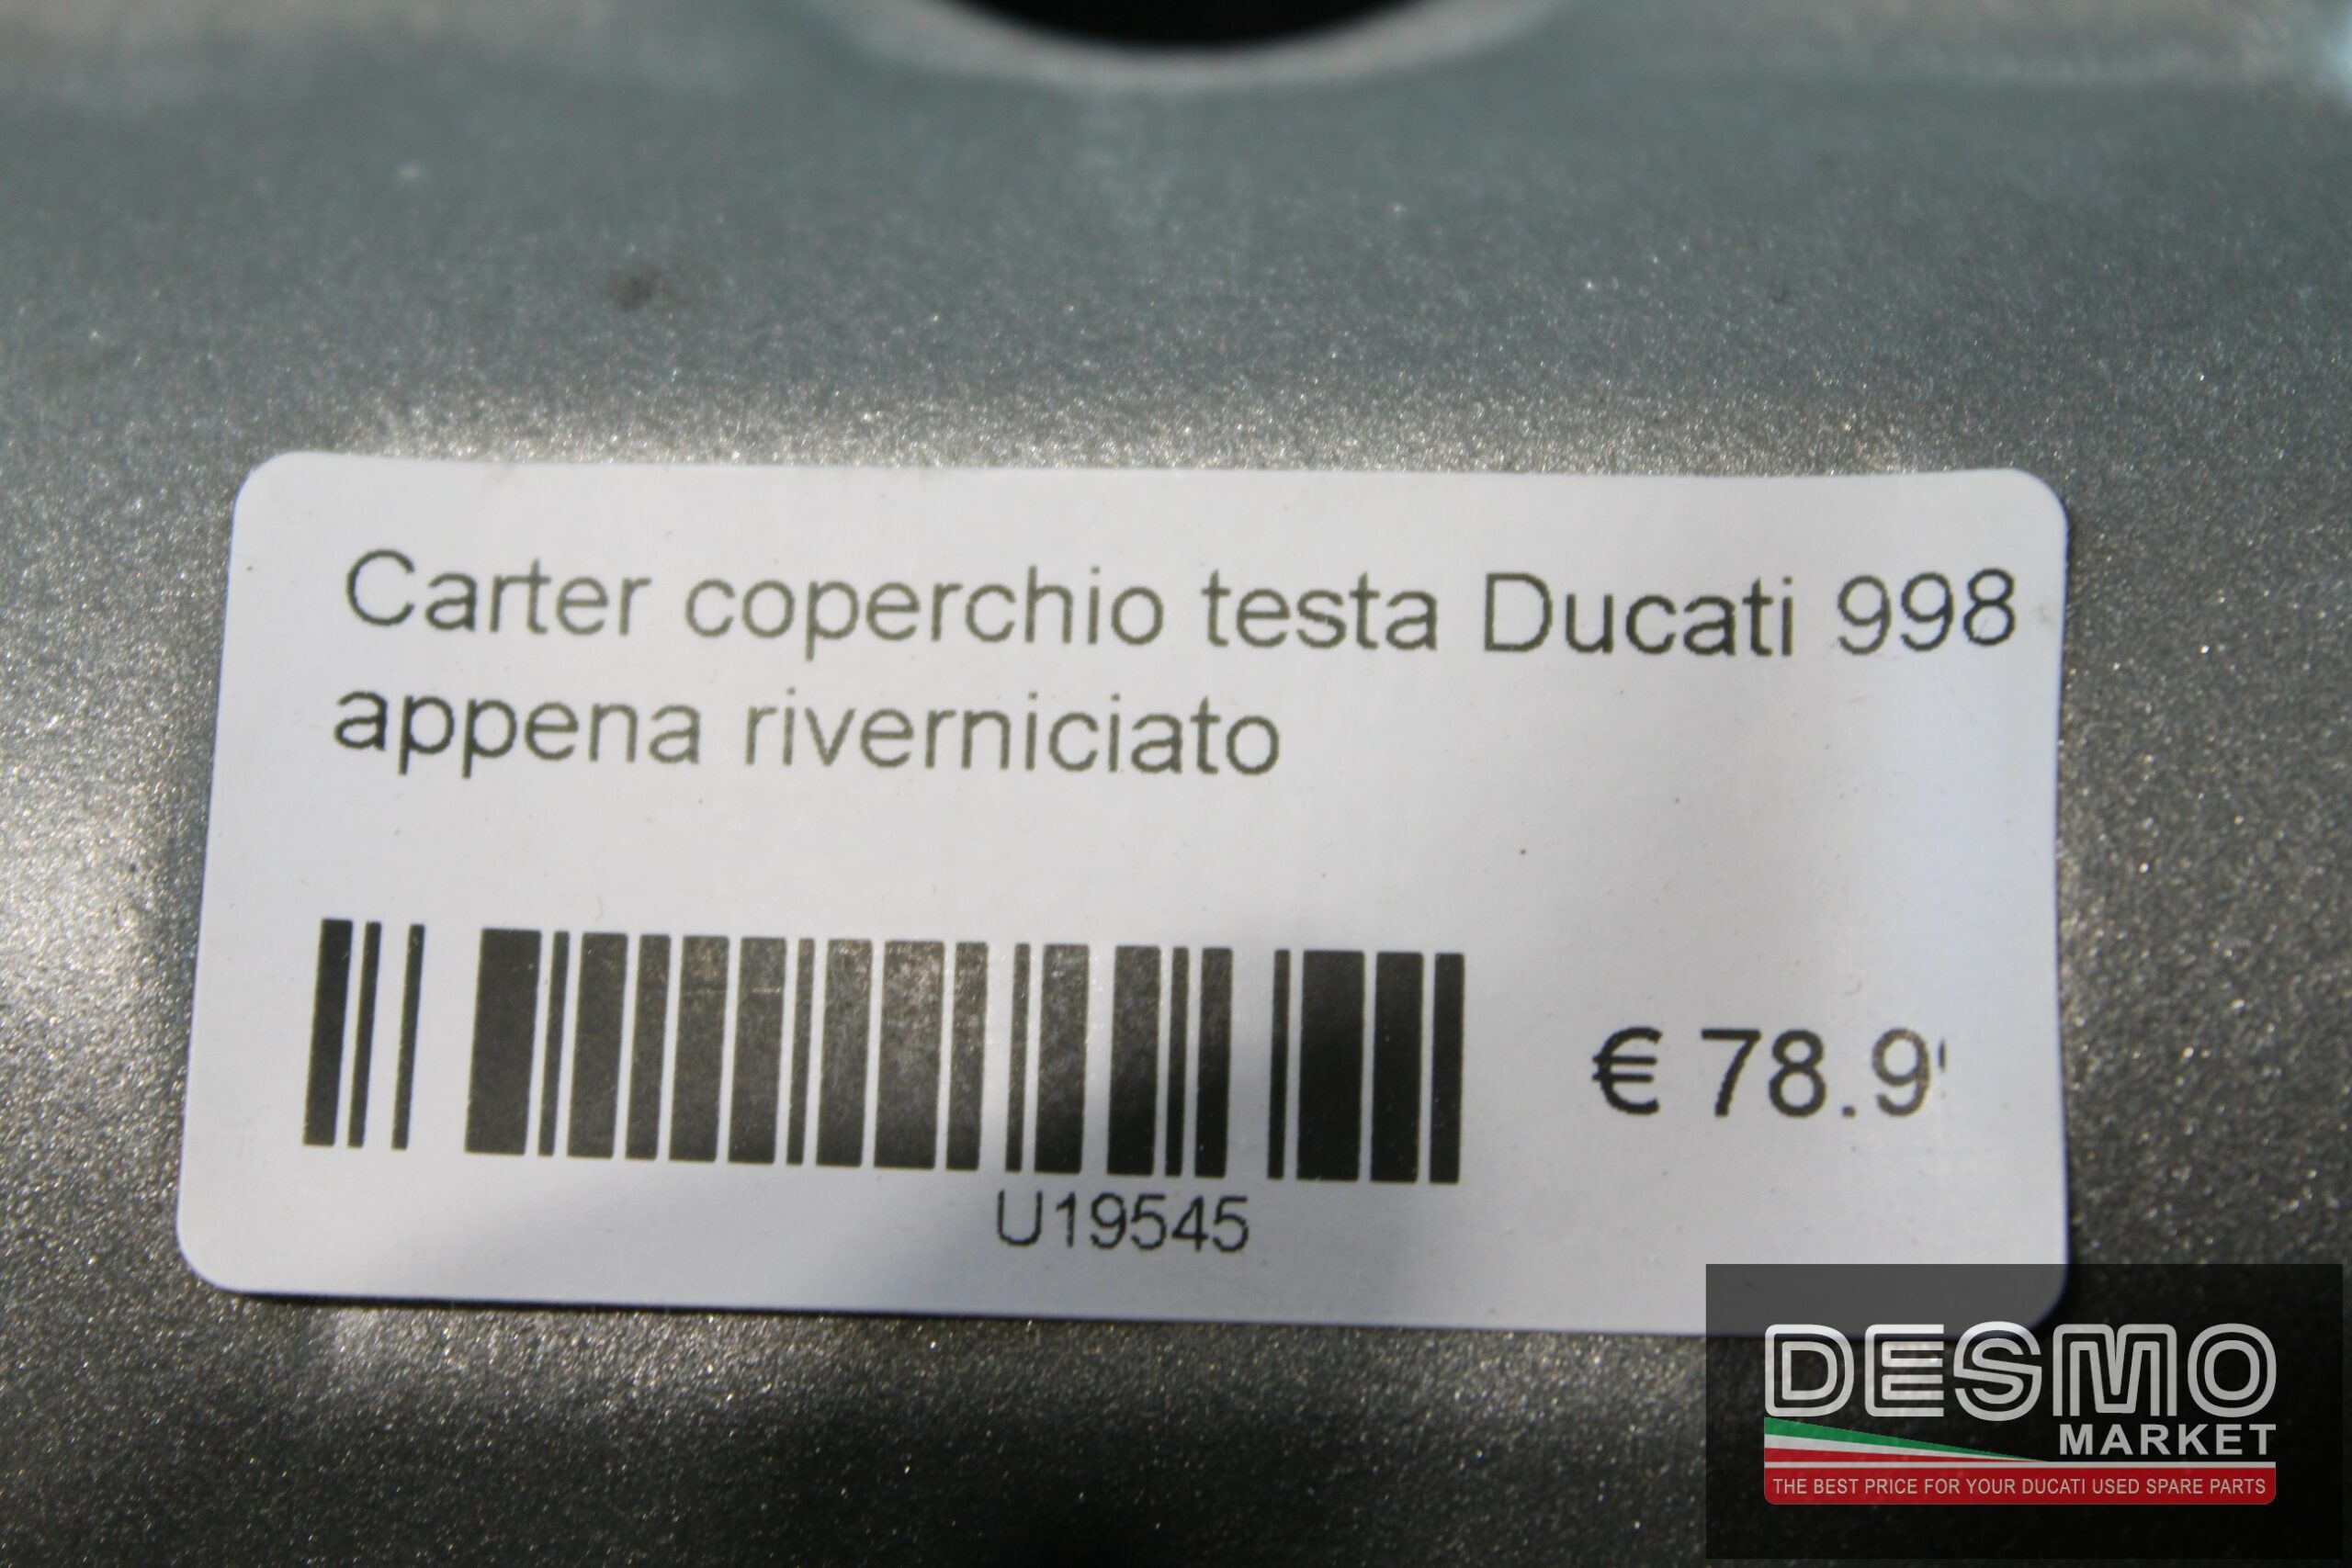 Carter coperchio testa Ducati 998
appena riverniciato
€ 78.9
U19545
DESMO
MARKET
THE BEST PRICE FOR YOUR DUCATI USED SPARE PARTS